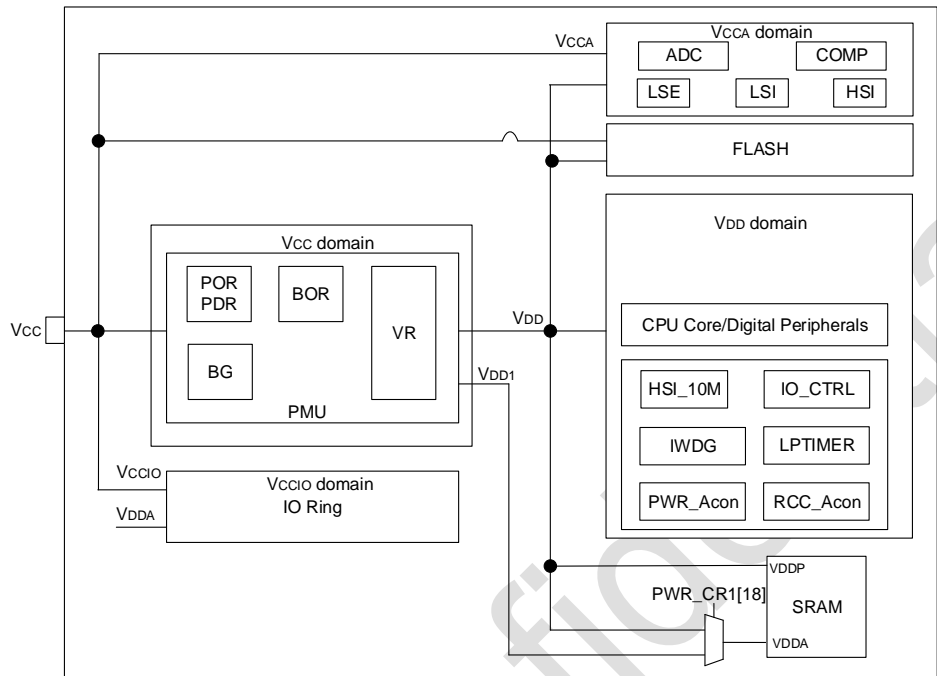 VCCA domain
VCCA
ADC
COMP
LSE
LSI
HSI
FLASH
VCC domain
POR
PDR
BOR
VR
BG
PMU
VCC
VDD
VDD1
VDD domain
CPU Core/Digital Peripherals
HSI_10M
IO_CTRL
IWDG
LPTIMER
PWR_Acon
RCC_Acon
VCCIO
VCCIO domain
IO Ring
VDDA
PWR_CR1[18]
VDDP
SRAM
VDDA